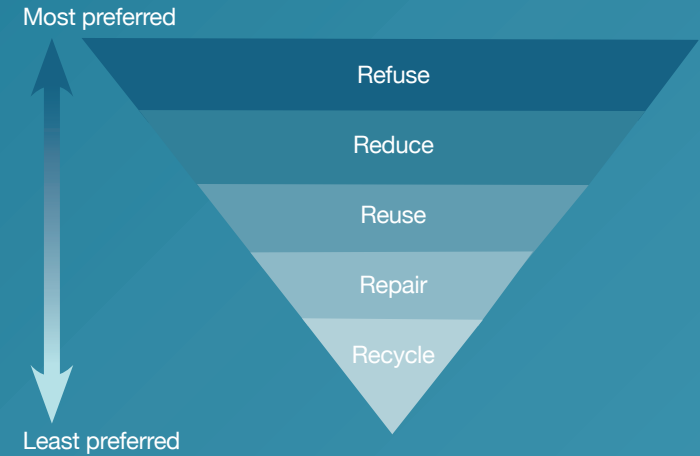 Most preferred
Refuse
Reduce
Reuse
Repair
Recycle
Least preferred